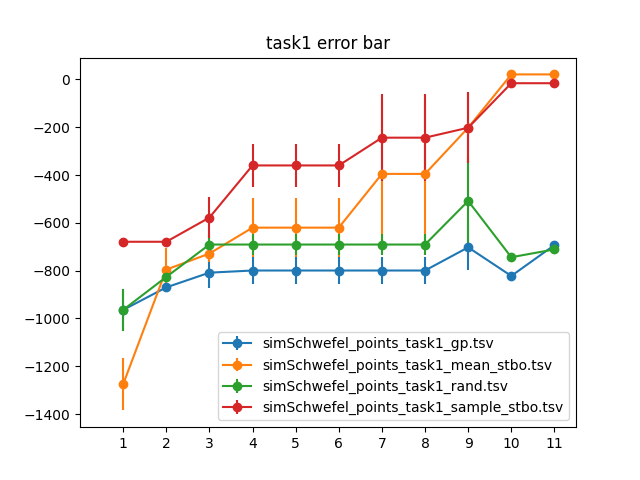 task1 error bar
0
−200
−400
−600
−800
−1000
−1200
−1400
simSchwefel_points_task1_gp.tsv
simSchwefel_points_task1_mean_stbo.tsv
simSchwefel_points_task1_rand.tsv
simSchwefel_points_task1_sample_stbo.tsv
1 2 3 4 5 6 7 8 9 10 11